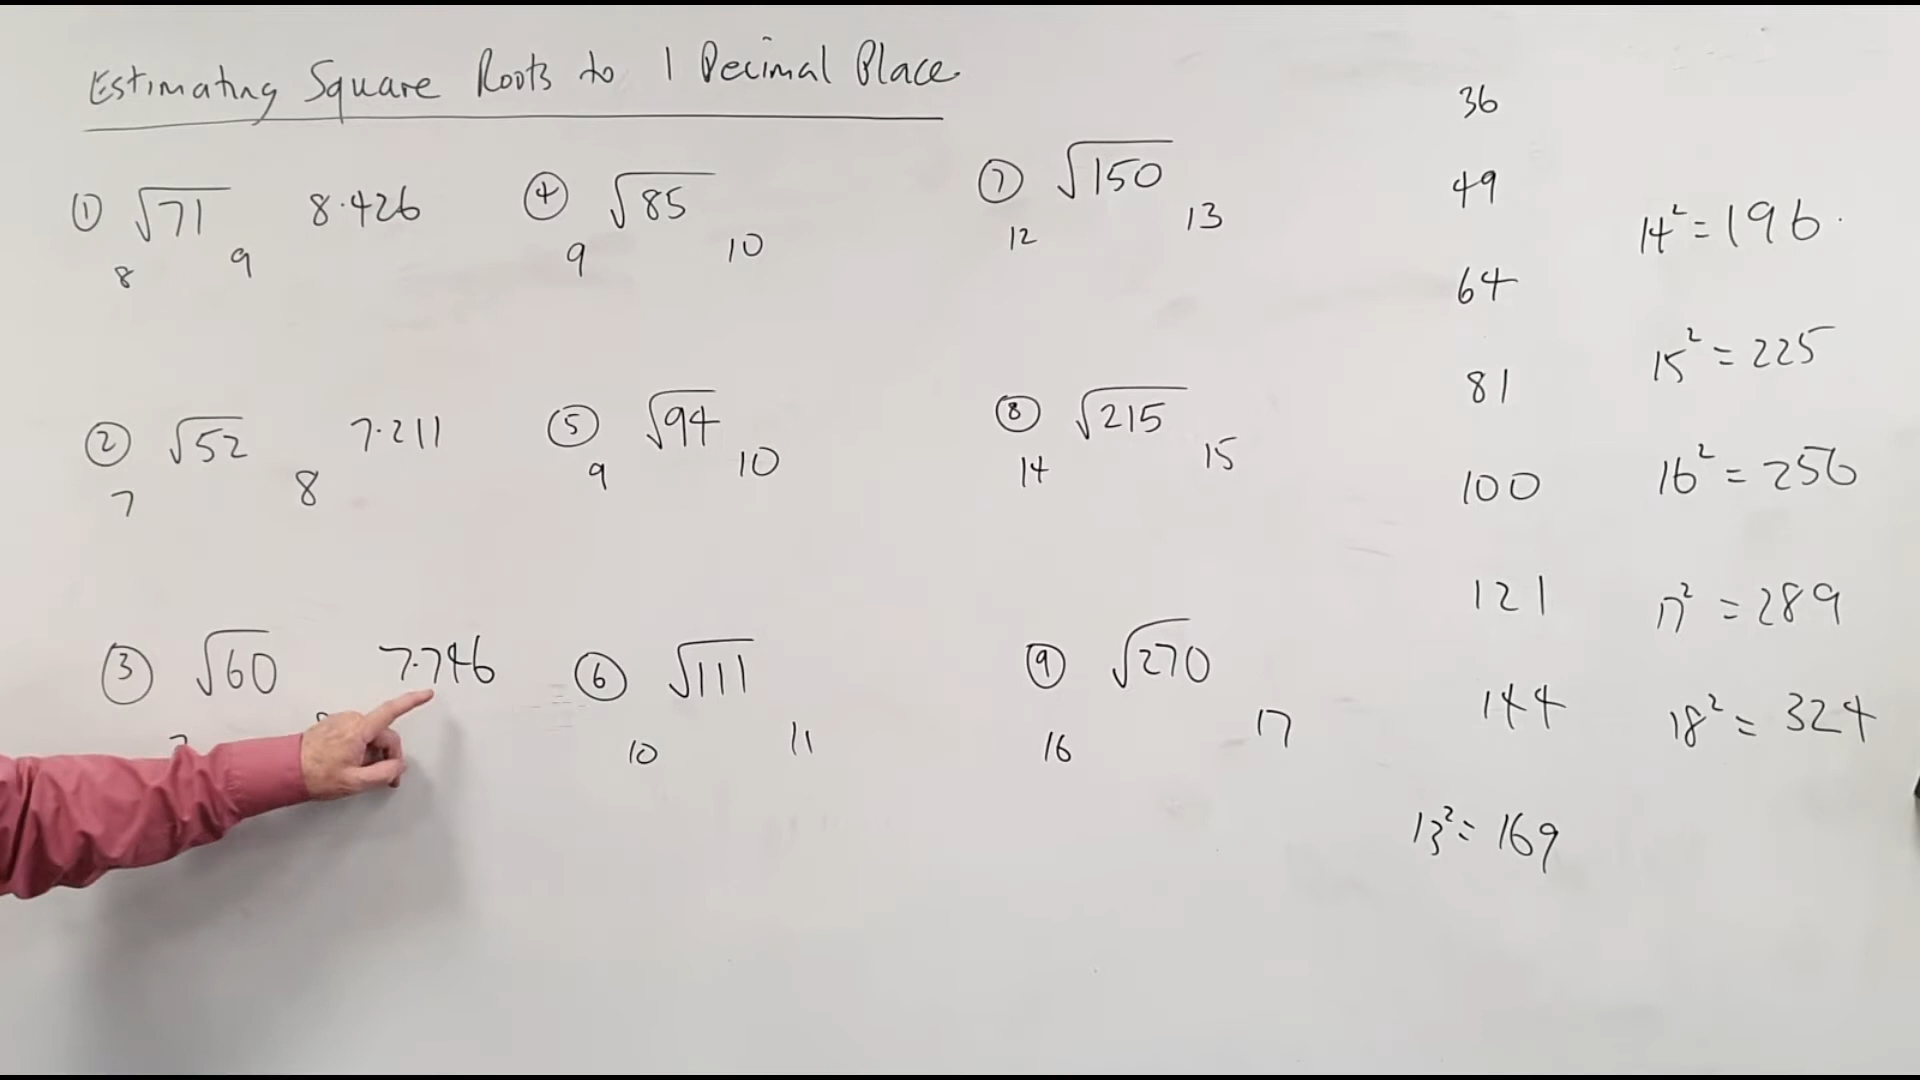 Estimating Square Roots to 1 Decimal Place.
① √71 8.426
8 9
② √52 7.211
7 8
③ √60 7.746
④ √85
9 10
⑤ √94
9 10
⑥ √111
10 11
⑦ √150
12 13
⑧ √215
14 15
⑨ √270
16 17
36
49
64
81
100
121
144
13² = 169
14² = 196.
15² = 225
16² = 256
17² = 289
18² = 324